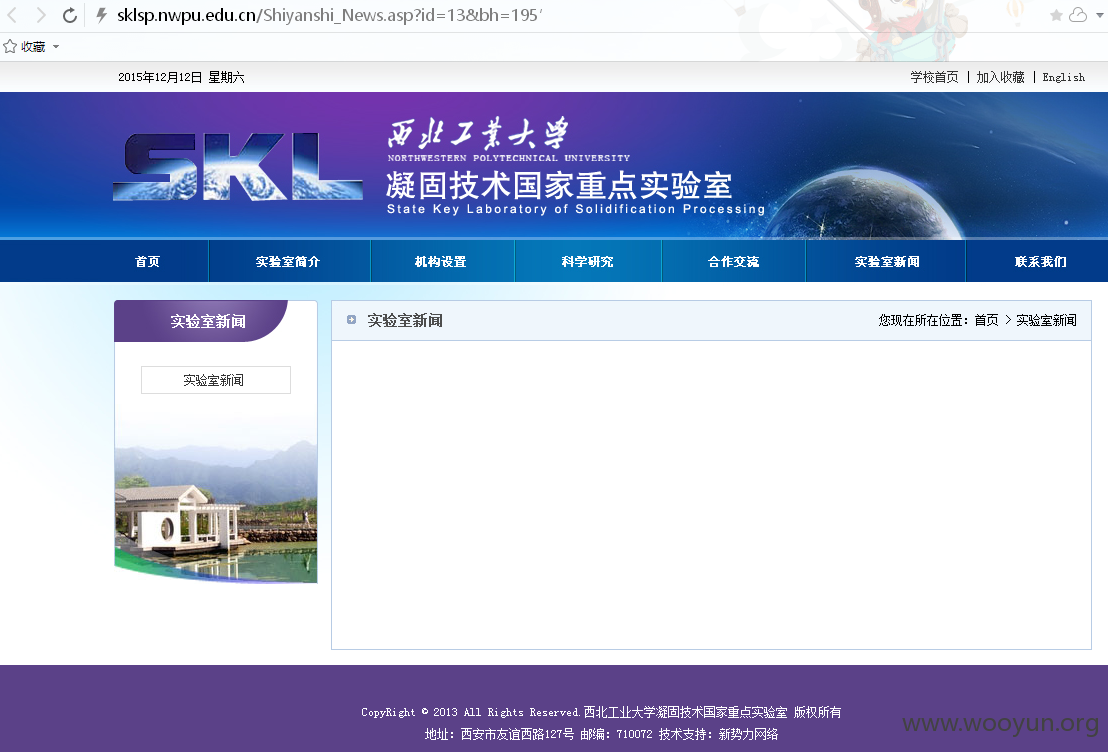 sklsp.nwpu.edu.cn/Shiyanshi_News.asp?id=13&bh=195'
收藏
2015年12月12日 星期六
学校首页 | 加入收藏 | English
SKL
西北工业大学
NORTHWESTERN POLYTECHNICAL UNIVERSITY
凝固技术国家重点实验室
State Key Laboratory of Solidification Processing
首页 实验室简介 机构设置 科学研究 合作交流 实验室新闻 联系我们
实验室新闻
实验室新闻
实验室新闻
您现在所在位置：首页 > 实验室新闻
CopyRight © 2013 All Rights Reserved.西北工业大学凝固技术国家重点实验室 版权所有
地址：西安市友谊西路127号 邮编：710072 技术支持：新势力网络
www.wooyun.org